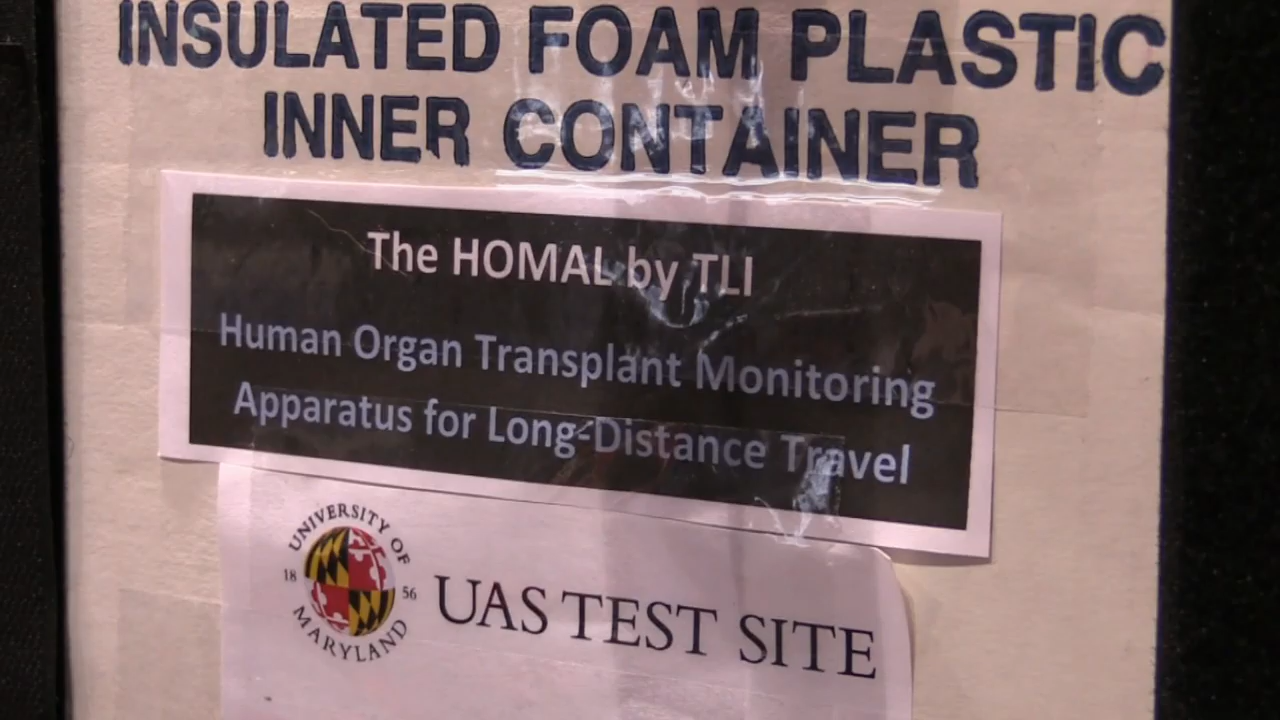 INSULATED FOAM PLASTIC
INNER CONTAINER
The HOMAL by TLI
Human Organ Transplant Monitoring
Apparatus for Long-Distance Travel
UNIVERSITY OF
18 56
MARYLAND
UAS TEST SITE